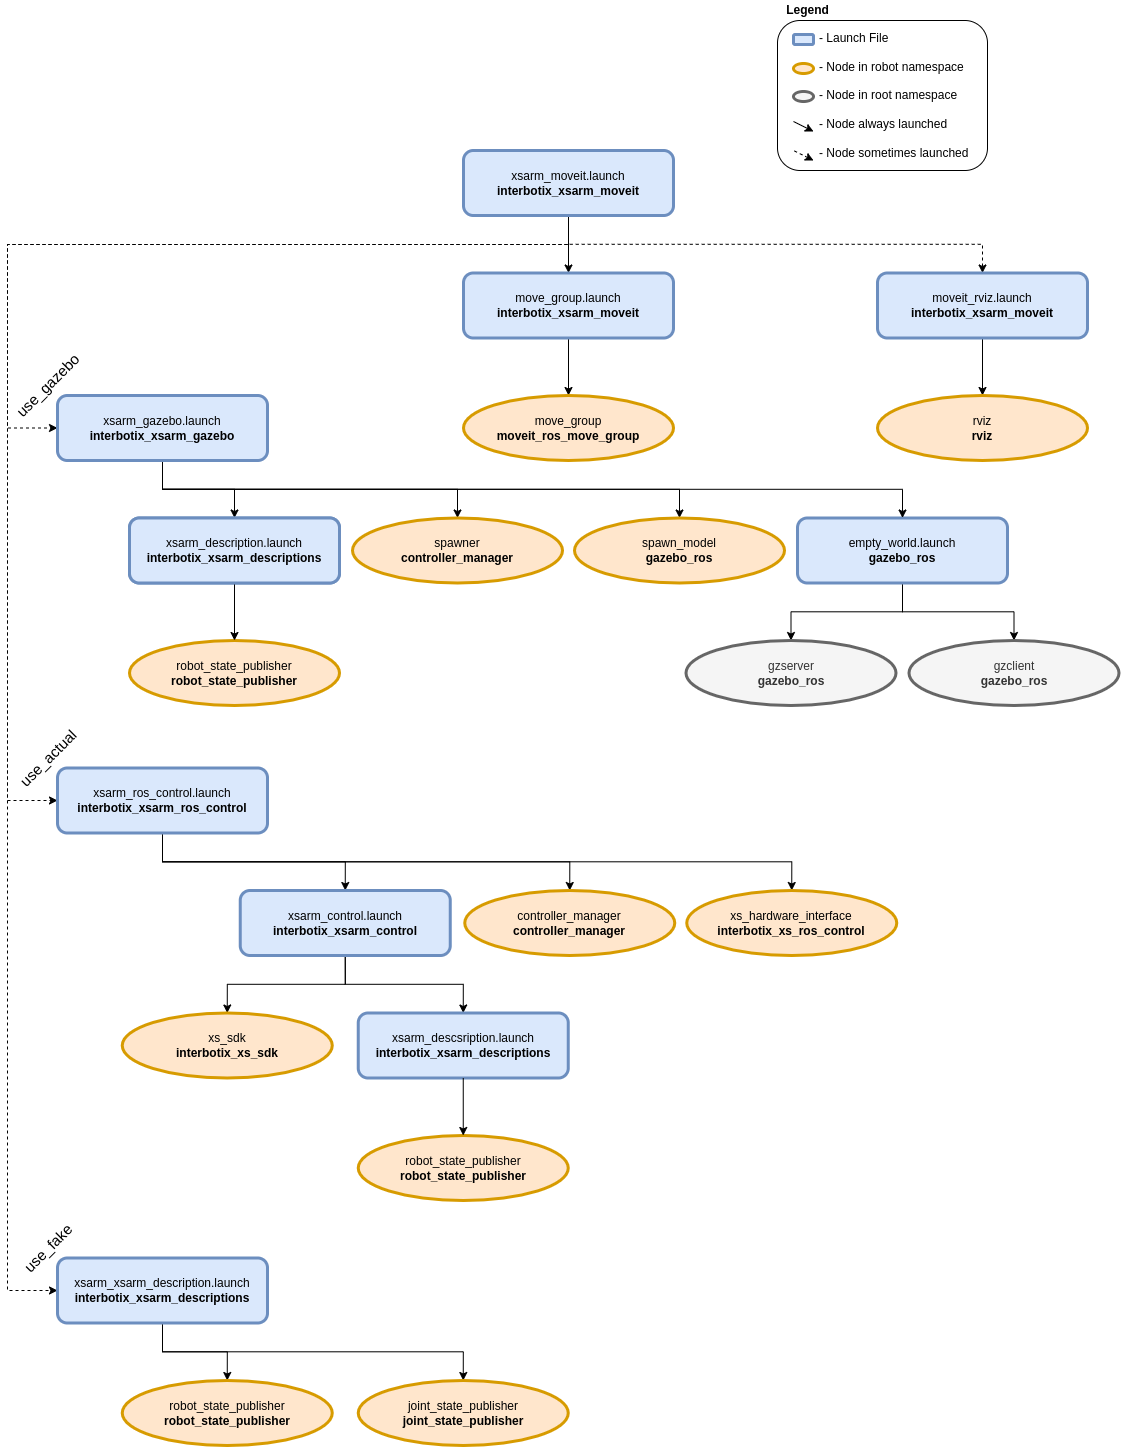 Legend
- Launch File
- Node in robot namespace
- Node in root namespace
- Node always launched
- Node sometimes launched
xsarm_moveit.launch
interbotix_xsarm_moveit
move_group.launch
interbotix_xsarm_moveit
moveit_rviz.launch
interbotix_xsarm_moveit
use_gazebo
xsarm_gazebo.launch
interbotix_xsarm_gazebo
move_group
moveit_ros_move_group
rviz
rviz
xsarm_description.launch
interbotix_xsarm_descriptions
spawner
controller_manager
spawn_model
gazebo_ros
empty_world.launch
gazebo_ros
robot_state_publisher
robot_state_publisher
gzserver
gazebo_ros
gzclient
gazebo_ros
use_actual
xsarm_ros_control.launch
interbotix_xsarm_ros_control
xsarm_control.launch
interbotix_xsarm_control
controller_manager
controller_manager
xs_hardware_interface
interbotix_xs_ros_control
xs_sdk
interbotix_xs_sdk
xsarm_descsription.launch
interbotix_xsarm_descriptions
robot_state_publisher
robot_state_publisher
use_fake
xsarm_xsarm_description.launch
interbotix_xsarm_descriptions
robot_state_publisher
robot_state_publisher
joint_state_publisher
joint_state_publisher